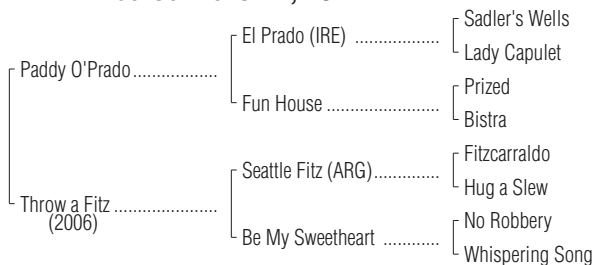 Sadler's Wells
El Prado (IRE) ....................
Lady Capulet
Paddy O'Prado ....................
Prized
Fun House ..........................
Bistra
Fitzcarraldo
Seattle Fitz (ARG)................
Hug a Slew
Throw a Fitz ........................
(2006)
No Robbery
Be My Sweetheart .............
Whispering Song